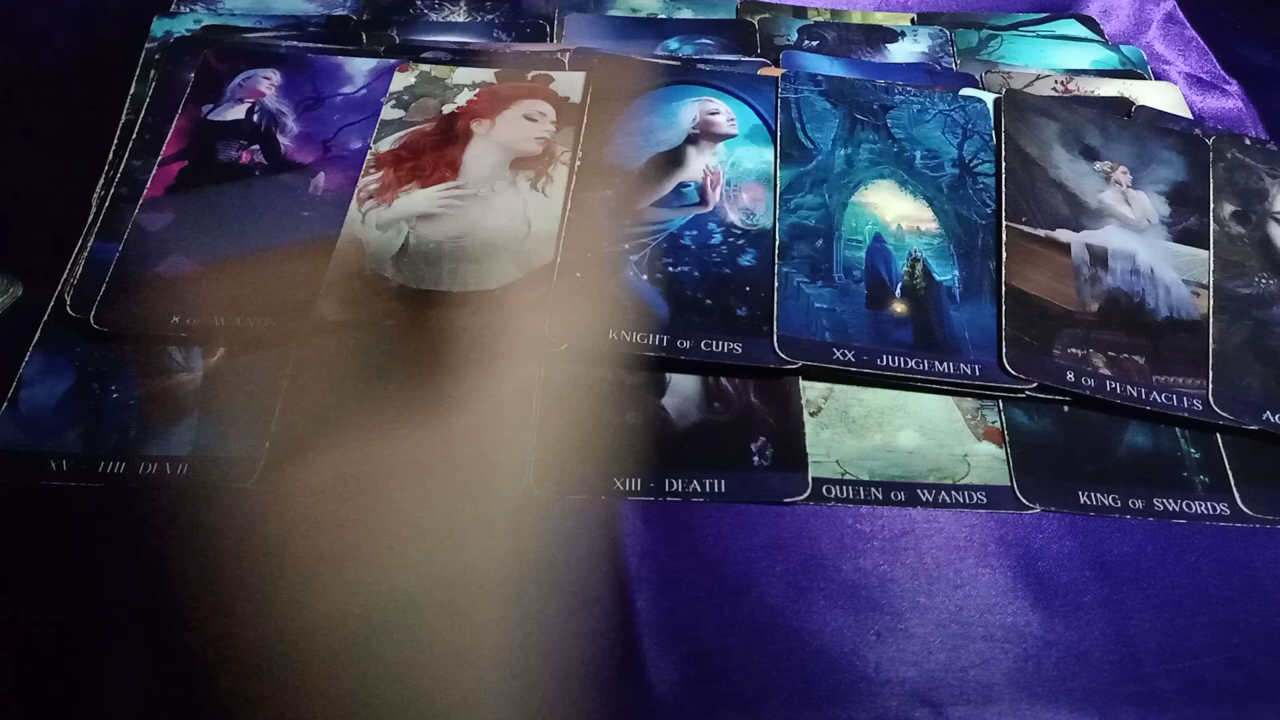 8 OF WANDS
KNIGHT OF CUPS
XX - JUDGEMENT
8 OF PENTACLES
XV - THE DEVIL
XIII - DEATH
QUEEN OF WANDS
KING OF SWORDS